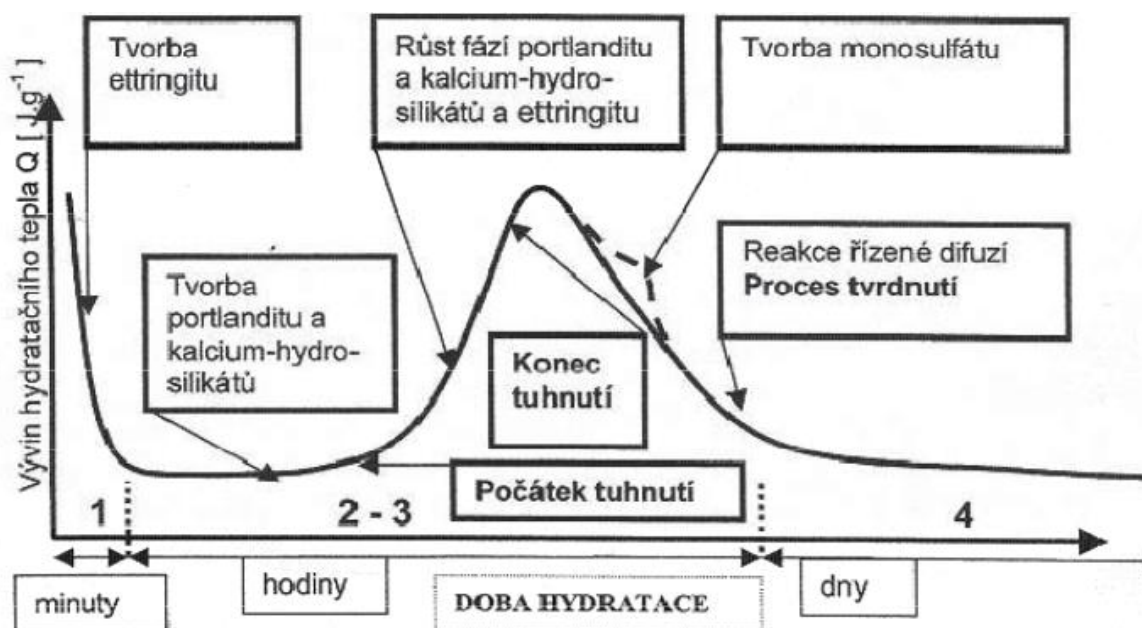 Vývin hydratačního tepla Q [ J.g-1 ]
Tvorba
ettringitu
Růst fází portlanditu
a kalcium-hydro-
silikátů a ettringitu
Tvorba monosulfátu
Tvorba
portlanditu a
kalcium-hydro-
silikátů
Reakce řízené difuzí
Proces tvrdnutí
Konec
tuhnutí
Počátek tuhnutí
1
2 - 3
4
minuty
hodiny
DOBA HYDRATACE
dny